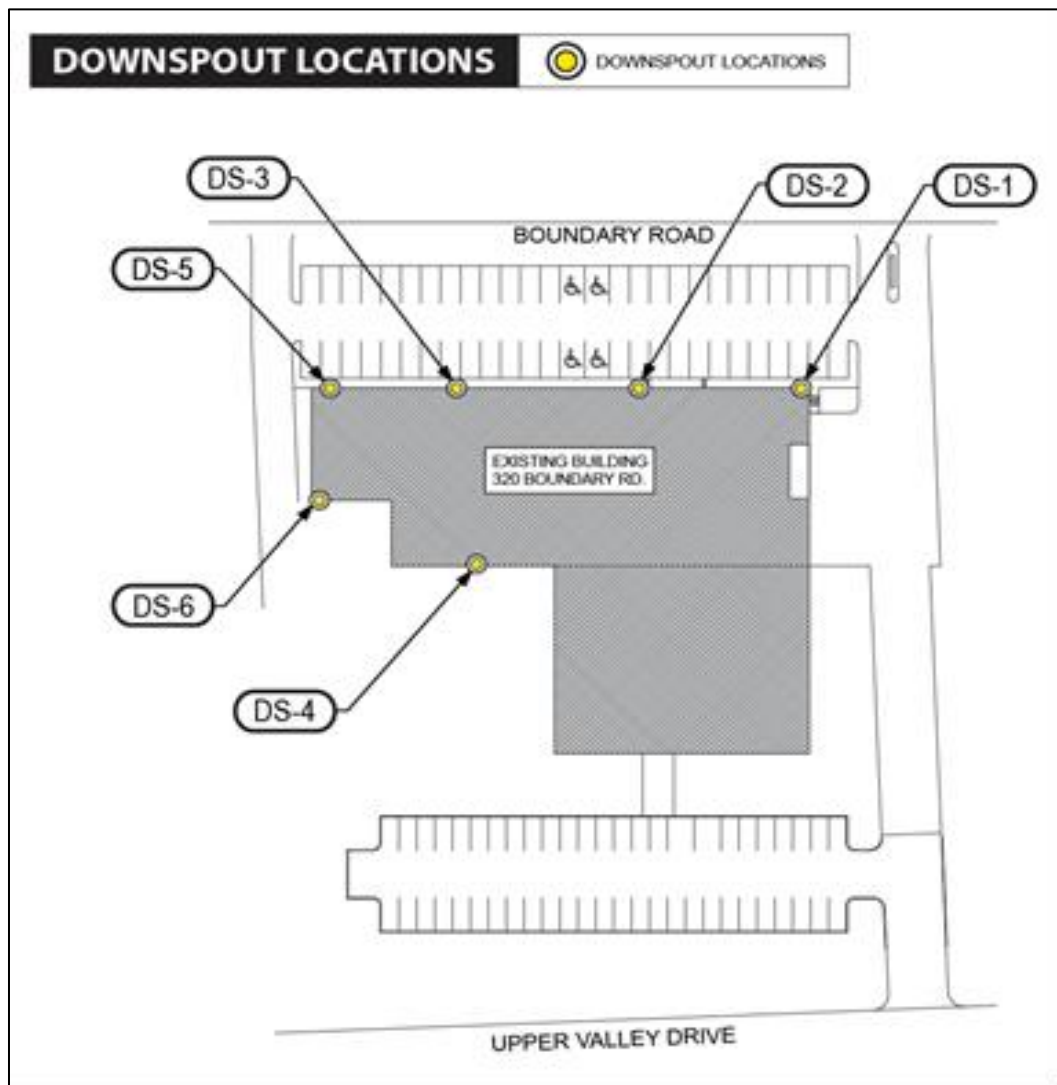 DOWNSPOUT LOCATIONS
DOWNSPOUT LOCATIONS
DS-3
DS-2
DS-1
BOUNDARY ROAD
DS-5
EXISTING BUILDING
320 BOUNDARY RD.
DS-6
DS-4
UPPER VALLEY DRIVE